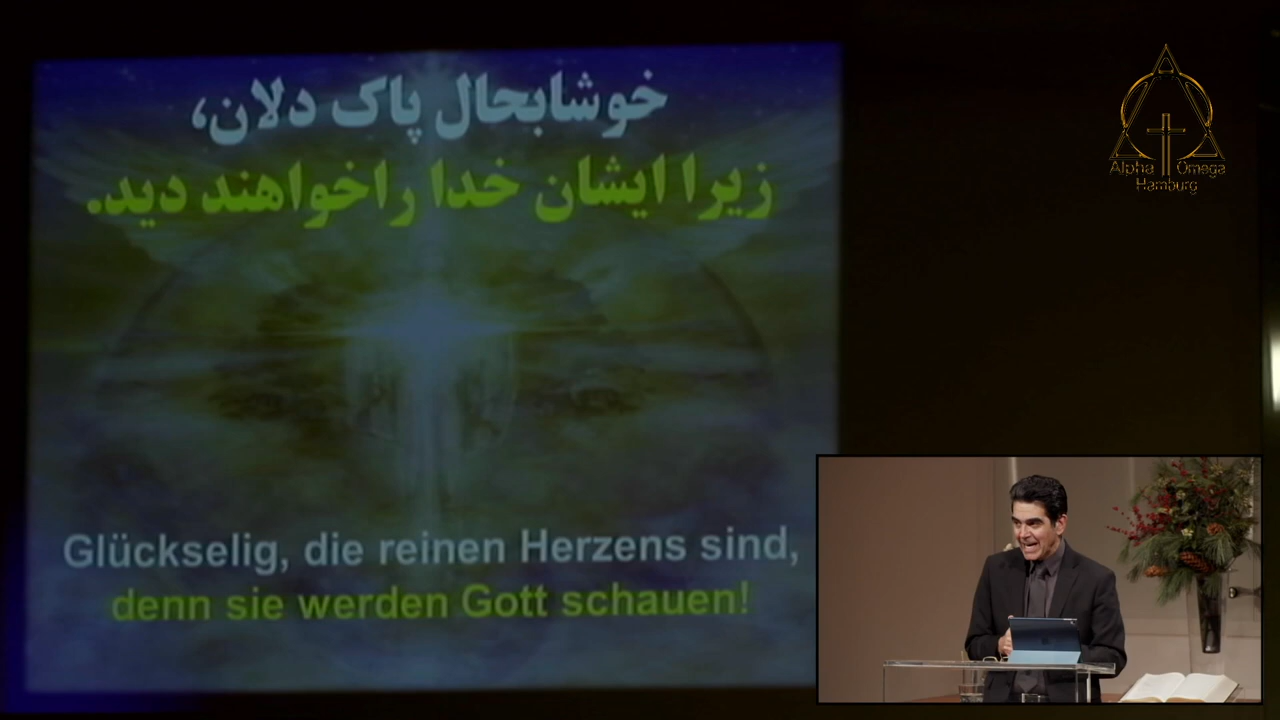 خوشابحال پاک دلان،
زیرا ایشان خدا راخواهند دید.
Glückselig, die reinen Herzens sind,
denn sie werden Gott schauen!
Alpha Omega
Hamburg